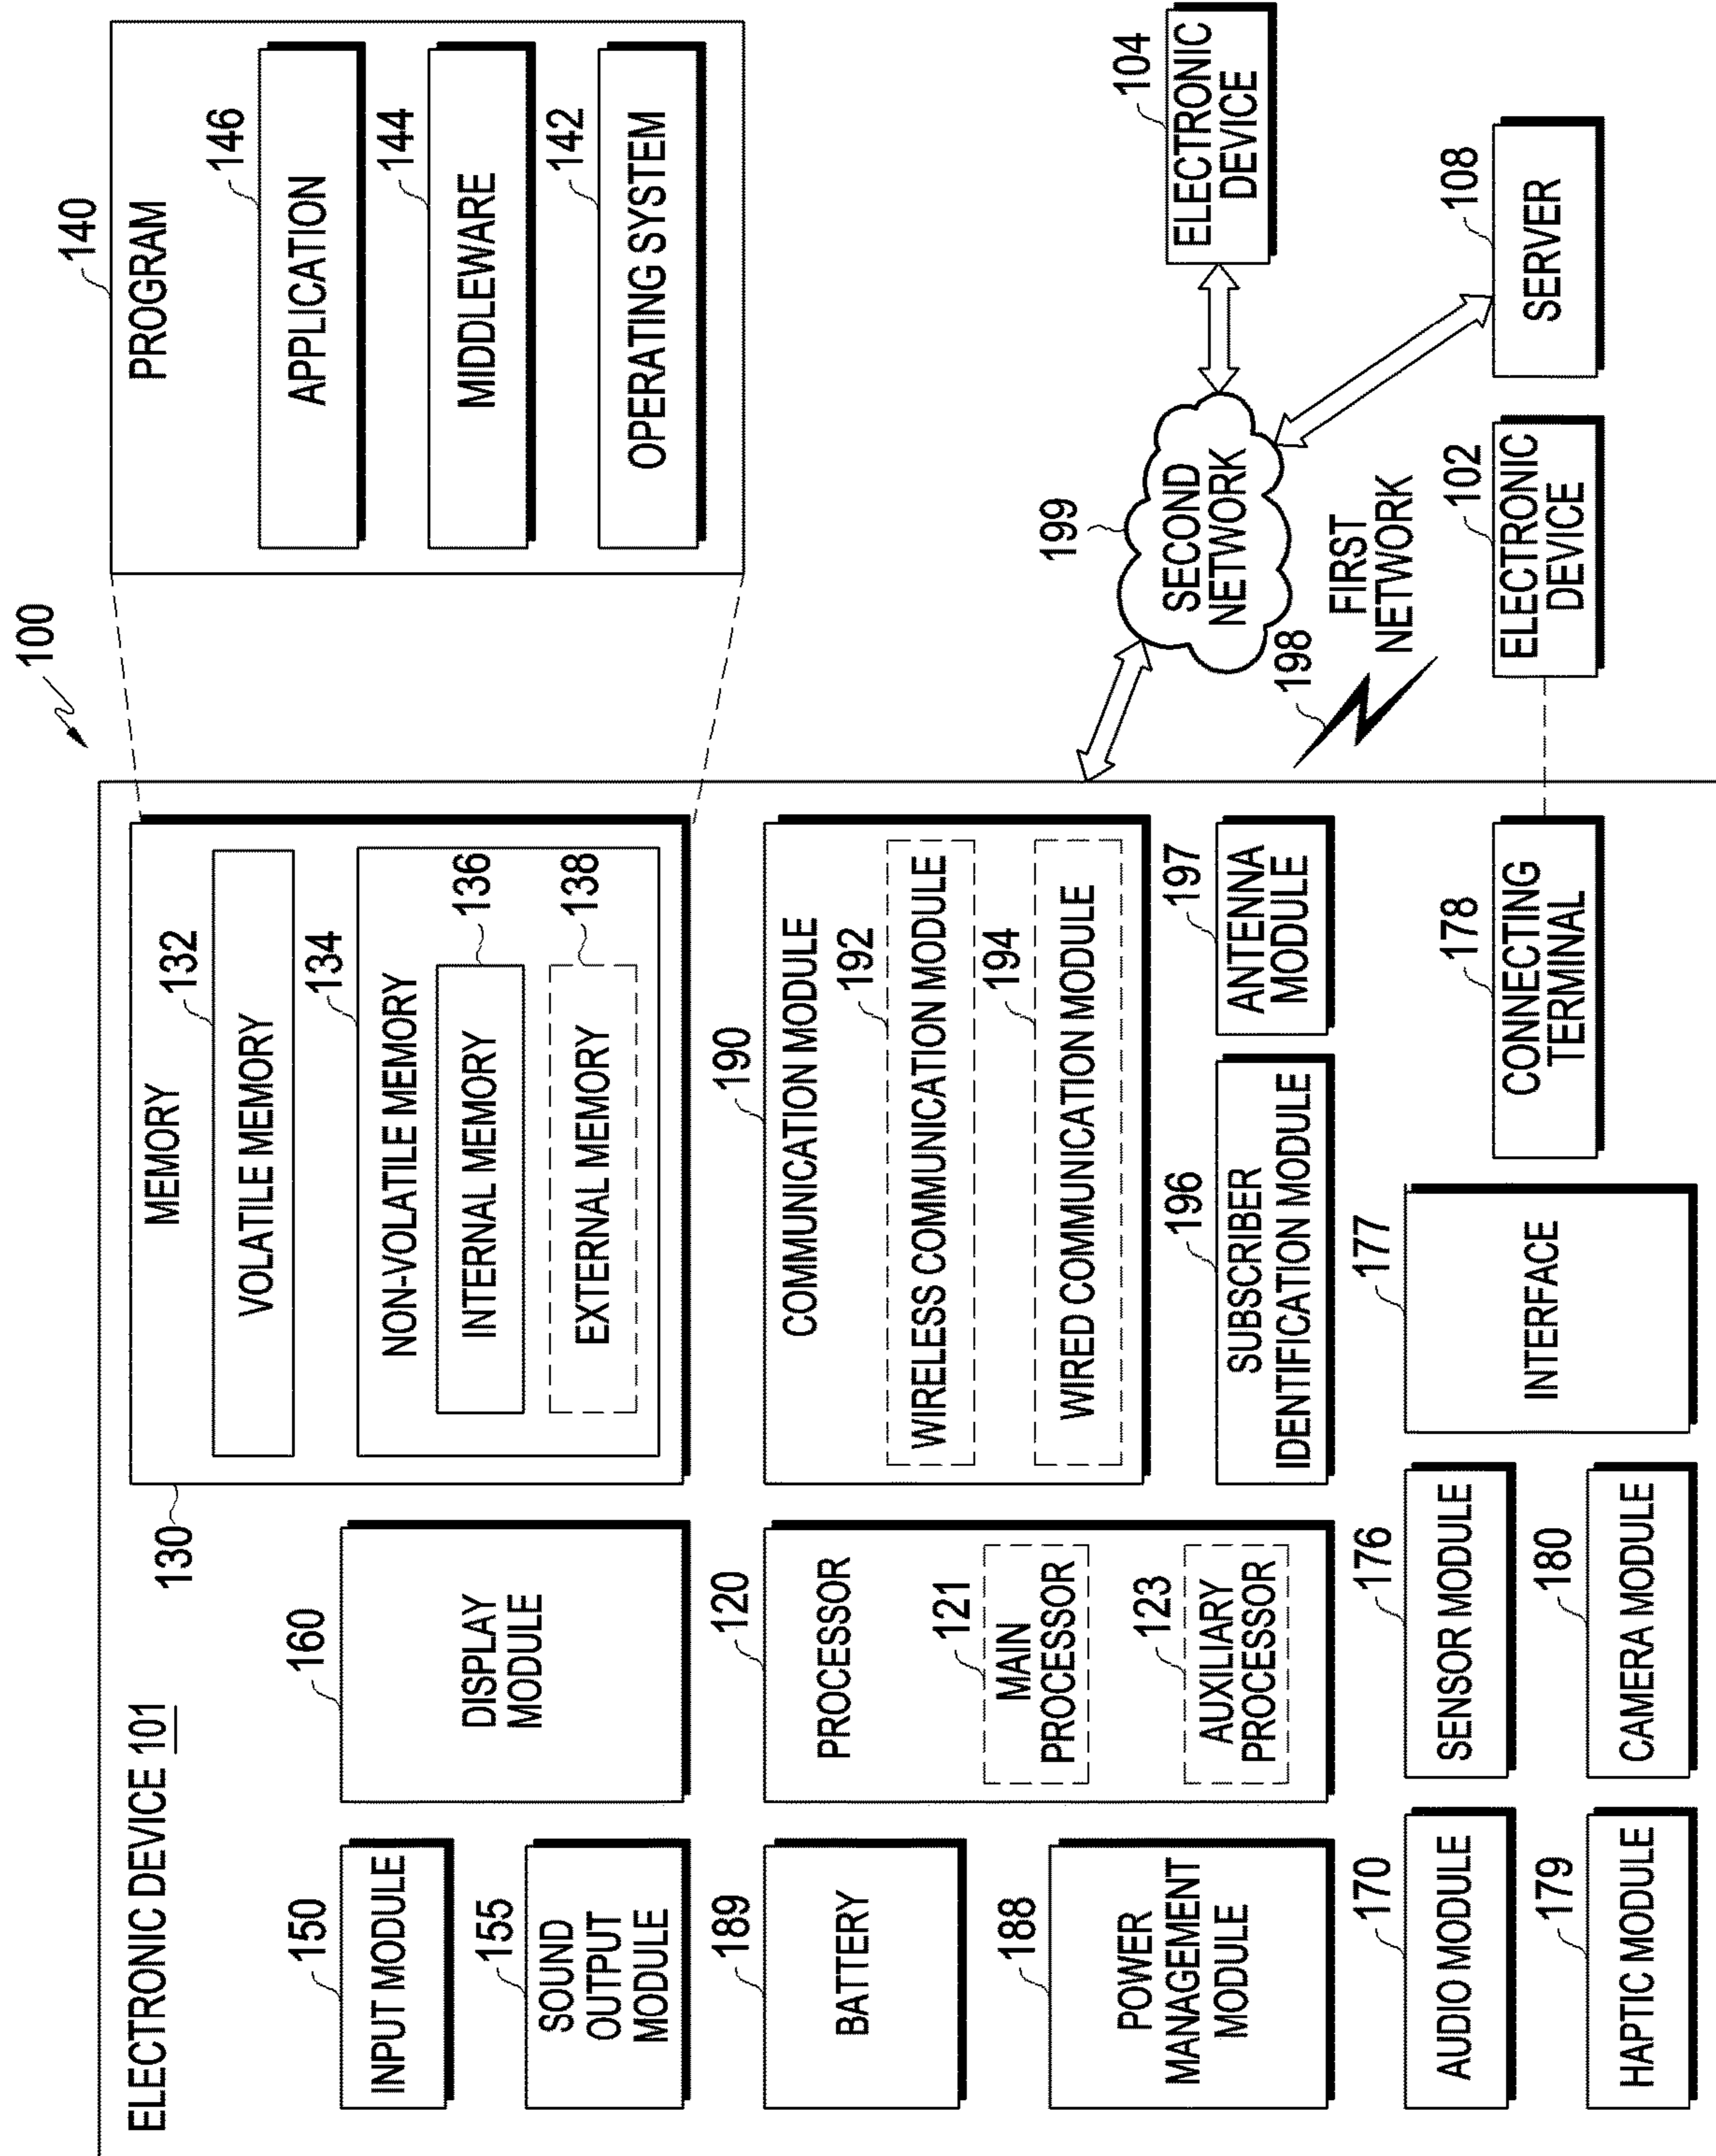 100
ELECTRONIC DEVICE 101
130
MEMORY
132
VOLATILE MEMORY
134
NON-VOLATILE MEMORY
136
INTERNAL MEMORY
138
EXTERNAL MEMORY
140
PROGRAM
146
APPLICATION
144
MIDDLEWARE
142
OPERATING SYSTEM
150
INPUT MODULE
155
SOUND
OUTPUT
MODULE
160
DISPLAY
MODULE
189
BATTERY
188
POWER
MANAGEMENT
MODULE
120
PROCESSOR
121
MAIN
PROCESSOR
123
AUXILIARY
PROCESSOR
190
COMMUNICATION MODULE
192
WIRELESS COMMUNICATION MODULE
194
WIRED COMMUNICATION MODULE
196
SUBSCRIBER
IDENTIFICATION MODULE
197
ANTENNA
MODULE
199
SECOND
NETWORK
104
ELECTRONIC
DEVICE
198
FIRST
NETWORK
170
AUDIO MODULE
176
SENSOR MODULE
177
INTERFACE
178
CONNECTING
TERMINAL
102
ELECTRONIC
DEVICE
108
SERVER
179
HAPTIC MODULE
180
CAMERA MODULE